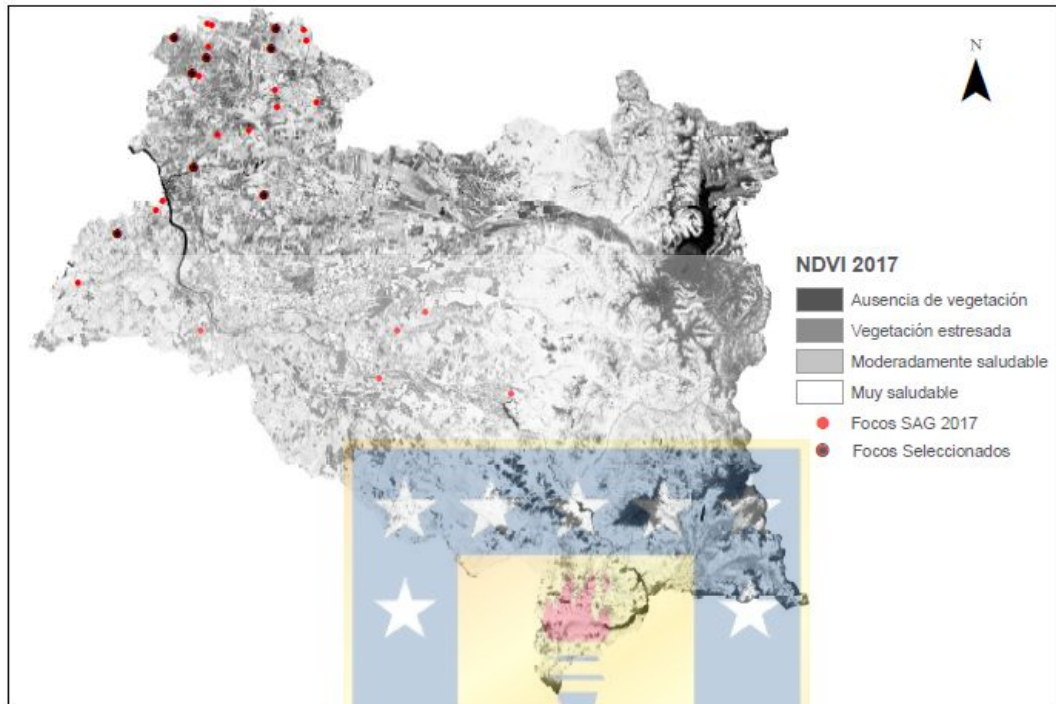 N
NDVI 2017
Ausencia de vegetación
Vegetación estresada
Moderadamente saludable
Muy saludable
Focos SAG 2017
Focos Seleccionados